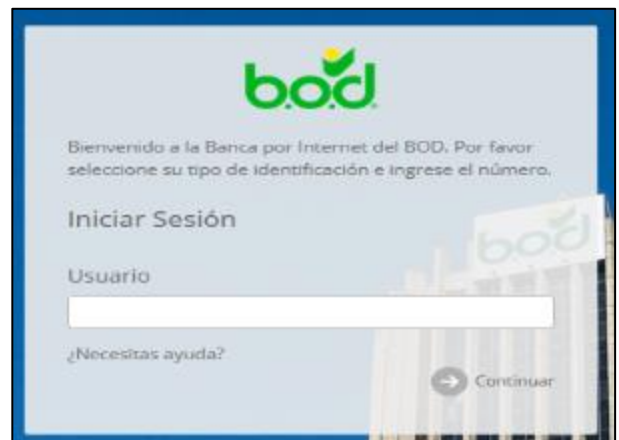 b.o.d.
Bienvenido a la Banca por Internet del BOD. Por favor
seleccione su tipo de identificación e ingrese el número.
Iniciar Sesión
b.o.d
Usuario
¿Necesitas ayuda?
Continuar